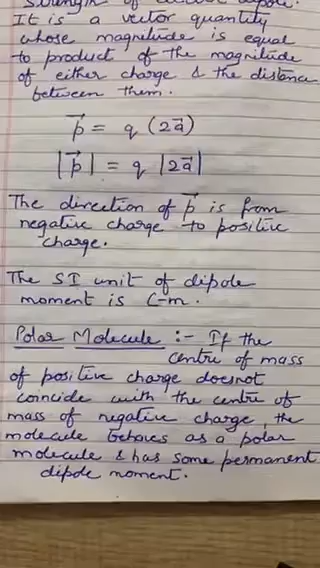 Strength of dipole.
It is a vector quantity
whose magnitude is equal
to product of the magnitude
of either charge & the distance
between them.
p⃗ = q (2a⃗)
|p⃗| = q |2a⃗|
The direction of p⃗ is from
negative charge to positive
charge.
The SI unit of dipole
moment is C-m.
Polar Molecule :- If the
centre of mass
of positive charge doesnot
coincide with the centre of
mass of negative charge, the
molecule behaves as a polar
molecule & has some permanent
dipole moment.